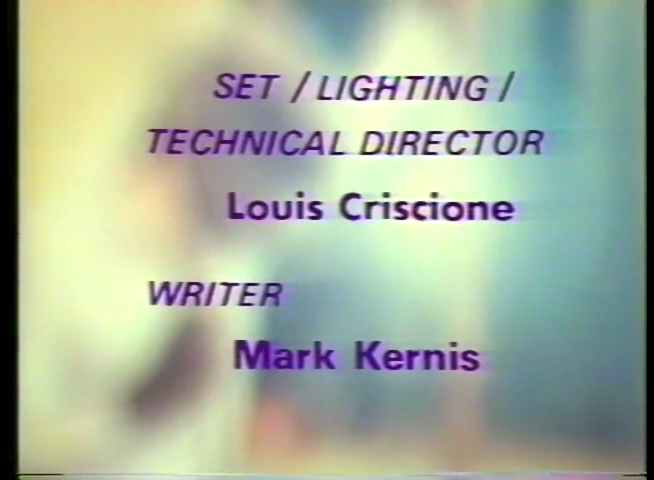 SET / LIGHTING /
TECHNICAL DIRECTOR
Louis Criscione
WRITER
Mark Kernis